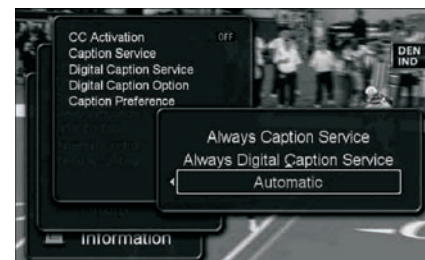 CC Activation OFF
Caption Service
Digital Caption Service
Digital Caption Option
Caption Preference
DEN
IND
Always Caption Service
Always Digital Caption Service
Automatic
Information